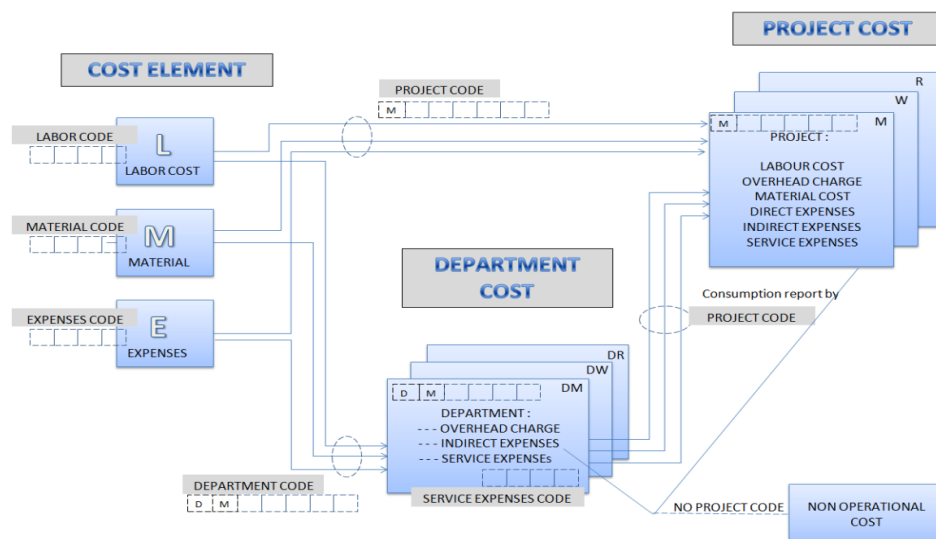 PROJECT COST
COST ELEMENT
PROJECT CODE
M
R
W
M
M
PROJECT :
LABOUR COST
OVERHEAD CHARGE
MATERIAL COST
DIRECT EXPENSES
INDIRECT EXPENSES
SERVICE EXPENSES
LABOR CODE
L
LABOR COST
MATERIAL CODE
M
MATERIAL
EXPENSES CODE
E
EXPENSES
DEPARTMENT
COST
Consumption report by
PROJECT CODE
DR
DW
DM
D M
DEPARTMENT :
--- OVERHEAD CHARGE
--- INDIRECT EXPENSES
--- SERVICE EXPENSEs
SERVICE EXPENSES CODE
DEPARTMENT CODE
D M
NO PROJECT CODE
NON OPERATIONAL
COST